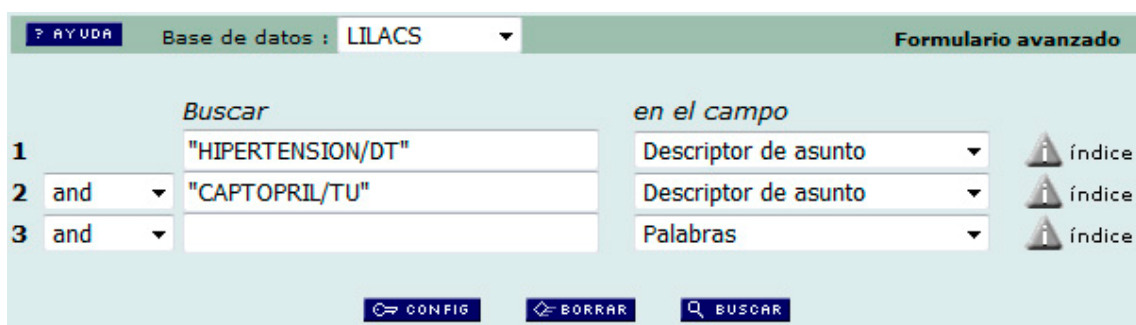 ? AYUDA Base de datos : LILACS Formulario avanzado
Buscar en el campo
1 "HIPERTENSION/DT" Descriptor de asunto índice
2 and "CAPTOPRIL/TU" Descriptor de asunto índice
3 and Palabras índice
CONFIG BORRAR BUSCAR